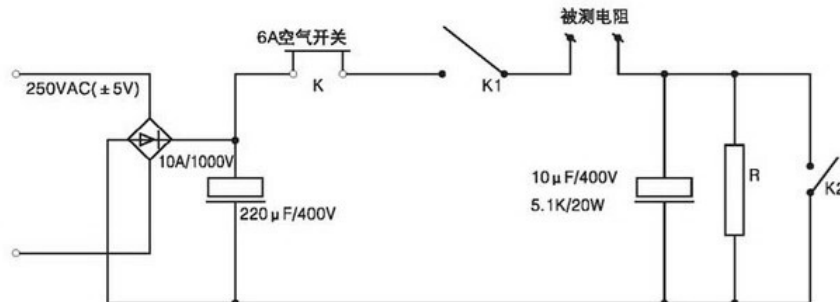 被测电阻
6A空气开关
K
K1
250VAC(±5V)
10A/1000V
220μF/400V
10μF/400V
5.1K/20W
R
K2